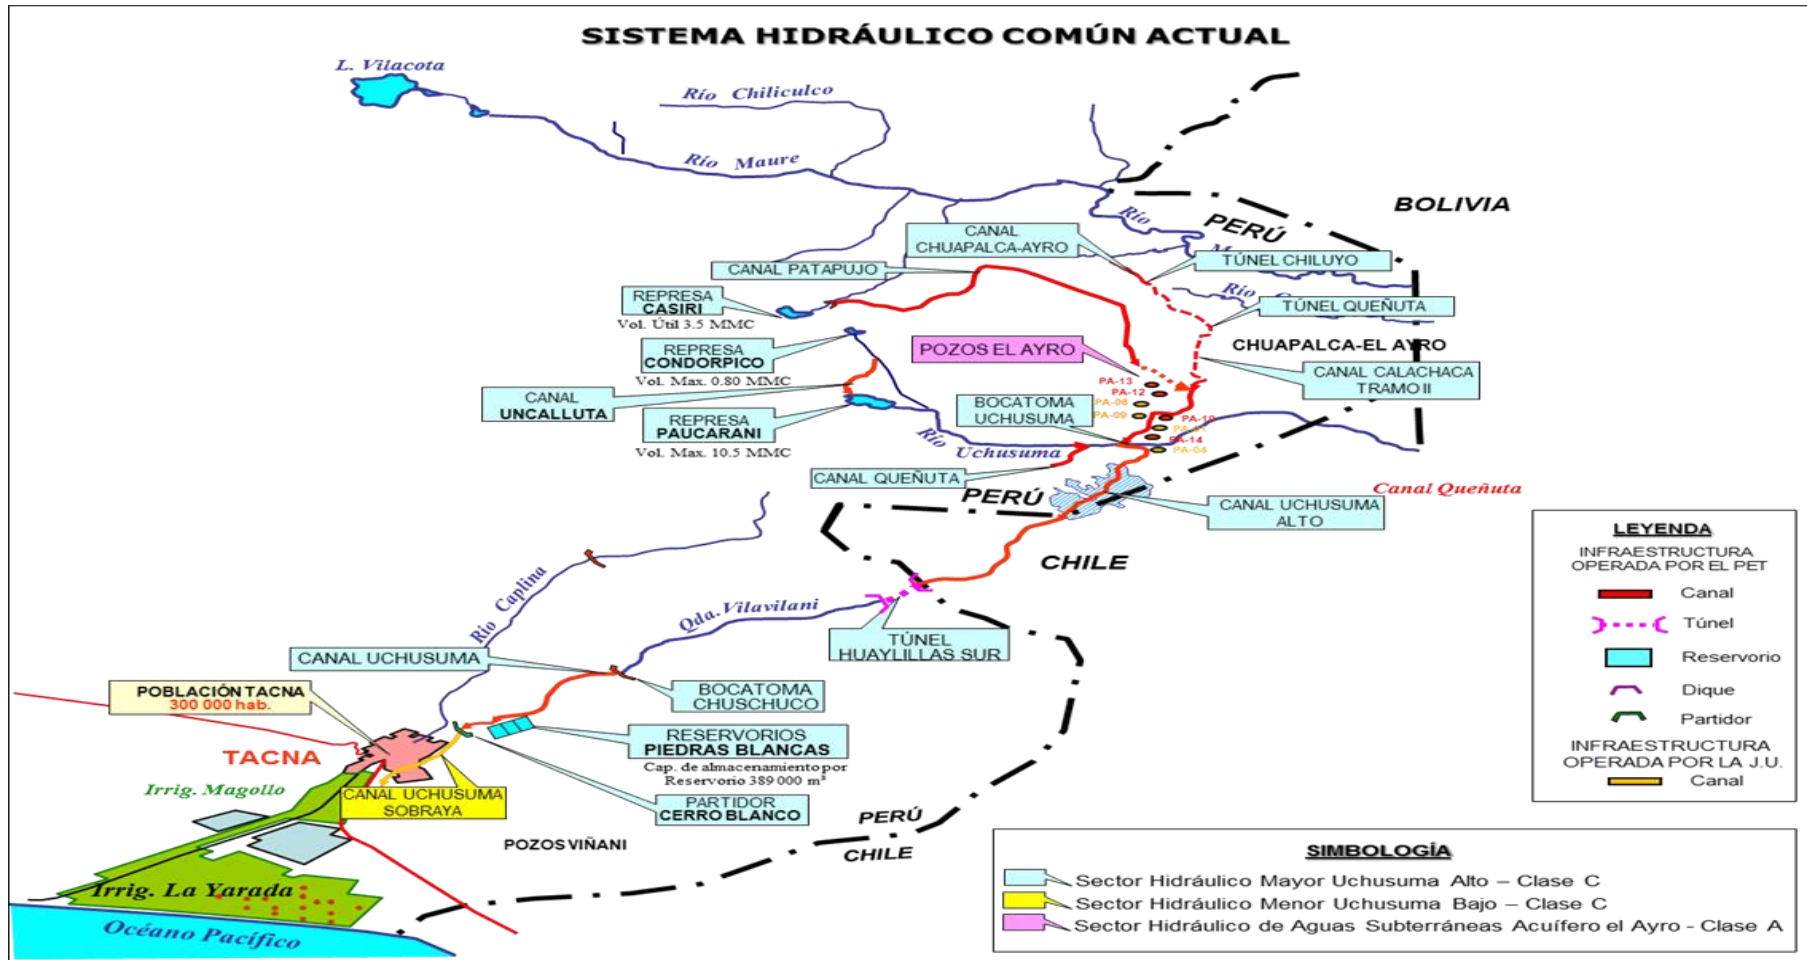 SISTEMA HIDRÁULICO COMÚN ACTUAL
L. Vilacota
Río Chiliculco
Río Maure
BOLIVIA
Río
PERÚ
CANAL
CHUAPALCA-AYRO
TÚNEL CHILUYO
CANAL PATAPUJO
Río
TÚNEL QUEÑUTA
REPRESA
CASIRI
Vol. Útil 3.5 MMC
POZOS EL AYRO
CHUAPALCA-EL AYRO
REPRESA
CONDORPICO
Vol. Max. 0.80 MMC
CANAL CALACHACA
TRAMO II
PA-13
PA-12
PA-08
PA-09
PA-10
PA-14
PA-04
CANAL
UNCALLUTA
BOCATOMA
UCHUSUMA
REPRESA
PAUCARANI
Vol. Max. 10.5 MMC
Río Uchusuma
CANAL QUEÑUTA
PERÚ
Canal Queñuta
CANAL UCHUSUMA
ALTO
CHILE
Río Caplina
Qda. Vilavilani
TÚNEL
HUAYLILLAS SUR
CANAL UCHUSUMA
BOCATOMA
CHUSCHUCO
POBLACIÓN TACNA
300 000 hab.
RESERVORIOS
PIEDRAS BLANCAS
Cap. de almacenamiento por
Reservorio 389 000 m³
TACNA
Irrig. Magollo
CANAL UCHUSUMA
SOBRAYA
PARTIDOR
CERRO BLANCO
POZOS VIÑANI
PERÚ
CHILE
Irrig. La Yarada
Océano Pacífico
LEYENDA
INFRAESTRUCTURA
OPERADA POR EL PET
Canal
Túnel
Reservorio
Dique
Partidor
INFRAESTRUCTURA
OPERADA POR LA J.U.
Canal
SIMBOLOGÍA
Sector Hidráulico Mayor Uchusuma Alto – Clase C
Sector Hidráulico Menor Uchusuma Bajo – Clase C
Sector Hidráulico de Aguas Subterráneas Acuífero el Ayro - Clase A